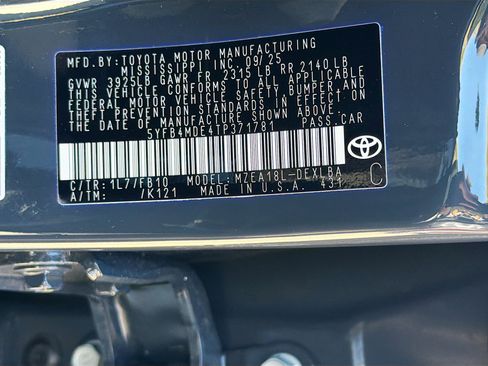 MFD. BY: TOYOTA MOTOR MANUFACTURING
MISSISSIPPI, INC. 09/25
GVWR 3925LB GAWR FR 2315 LB RR 2140 LB
THIS VEHICLE CONFORMS TO ALL APPLICABLE
FEDERAL MOTOR VEHICLE SAFETY, BUMPER, AND
THEFT PREVENTION STANDARDS IN EFFECT ON
THE DATE OF MANUFACTURE SHOWN ABOVE.
5YFB4MDE4TP371781 PASS.CAR
C/TR: 1L7/FB10 MZEA18L-DEXLBA
A/TM: /K121 MADE IN U.S.A. 431 C